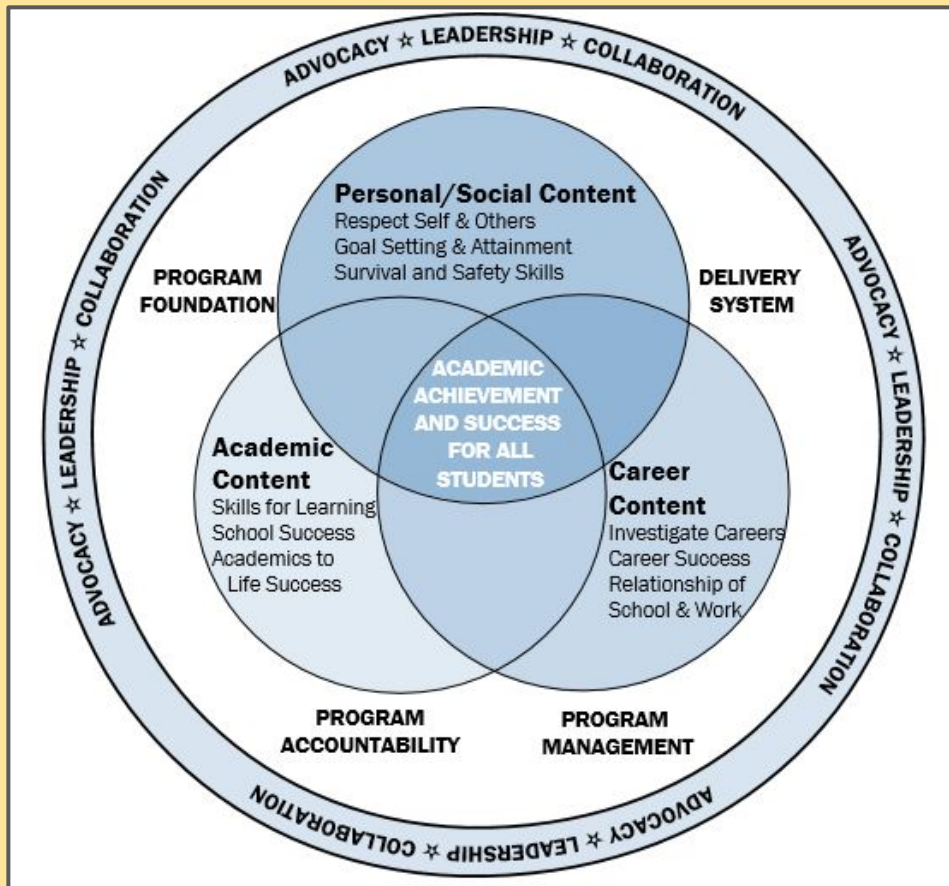 ADVOCACY ☆ LEADERSHIP ☆ COLLABORATION
ADVOCACY ☆ LEADERSHIP ☆ COLLABORATION
ADVOCACY ☆ LEADERSHIP ☆ COLLABORATION
ADVOCACY ☆ LEADERSHIP ☆ COLLABORATION
Personal/Social Content
Respect Self & Others
Goal Setting & Attainment
Survival and Safety Skills
PROGRAM
FOUNDATION
DELIVERY
SYSTEM
ACADEMIC
ACHIEVEMENT
AND SUCCESS
FOR ALL
STUDENTS
Academic
Content
Skills for Learning
School Success
Academics to
Life Success
Career
Content
Investigate Careers
Career Success
Relationship of
School & Work
PROGRAM
ACCOUNTABILITY
PROGRAM
MANAGEMENT